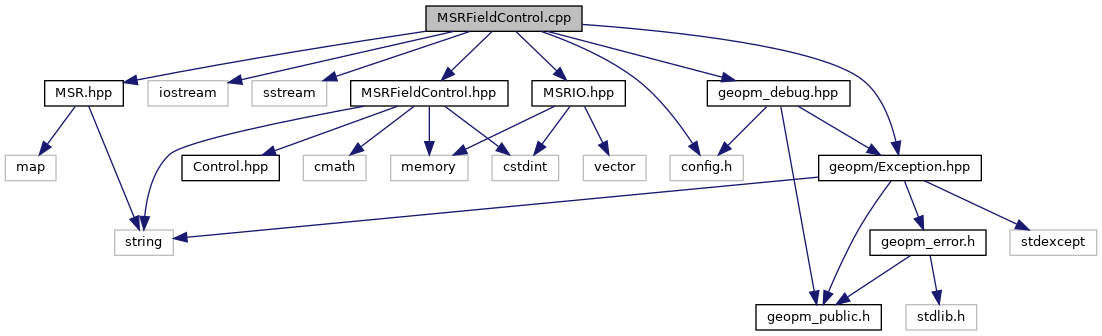 MSRFieldControl.cpp
MSR.hpp
iostream
sstream
MSRFieldControl.hpp
MSRIO.hpp
geopm_debug.hpp
map
Control.hpp
cmath
memory
cstdint
vector
config.h
geopm/Exception.hpp
string
geopm_error.h
stdexcept
geopm_public.h
stdlib.h